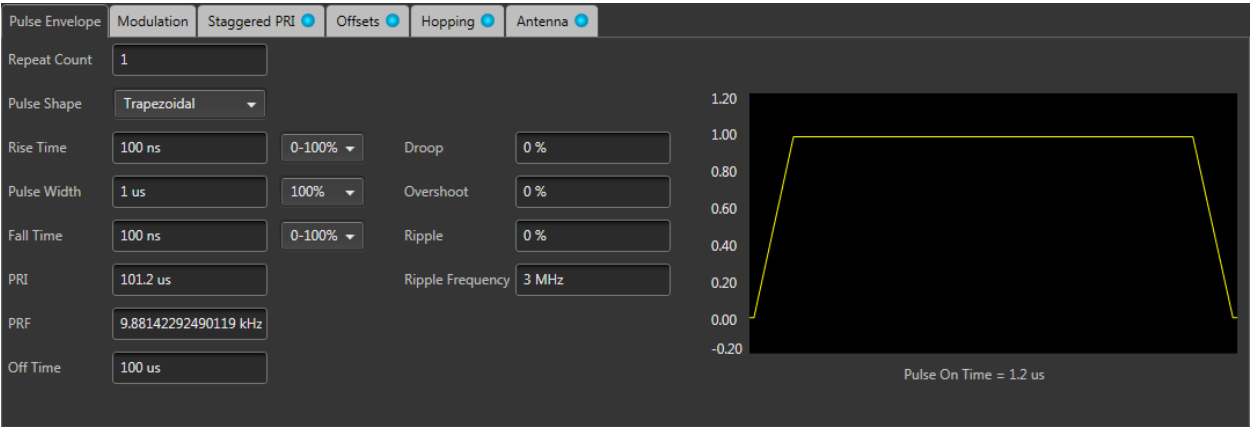 Pulse Envelope Modulation Staggered PRI Offsets Hopping Antenna
Repeat Count 1
Pulse Shape Trapezoidal
Rise Time 100 ns 0-100% Droop 0 %
Pulse Width 1 us 100% Overshoot 0 %
Fall Time 100 ns 0-100% Ripple 0 %
PRI 101.2 us Ripple Frequency 3 MHz
PRF 9.88142292490119 kHz
Off Time 100 us
1.20
1.00
0.80
0.60
0.40
0.20
0.00
-0.20
Pulse On Time = 1.2 us